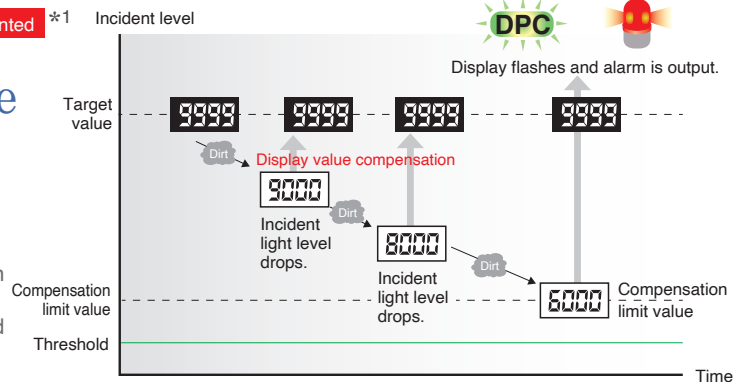 nted *1 Incident level
DPC
Display flashes and alarm is output.
e
Target
value
9999 9999 9999 9999
Dirt
Display value compensation
9000
Dirt
Incident
light level
drops.
8000
Dirt
Incident
light level
drops.
n
Compensation
limit value
d
6000
Compensation
limit value
Threshold
Time